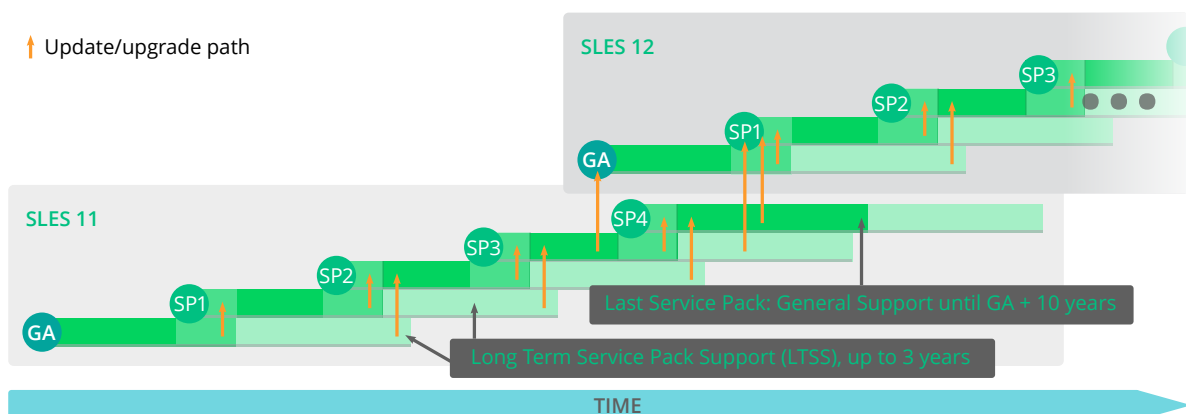 Update/upgrade path
SLES 12
SP3
SP2
SP1
GA
SLES 11
SP4
SP3
SP2
SP1
GA
Last Service Pack: General Support until GA + 10 years
Long Term Service Pack Support (LTSS), up to 3 years
TIME